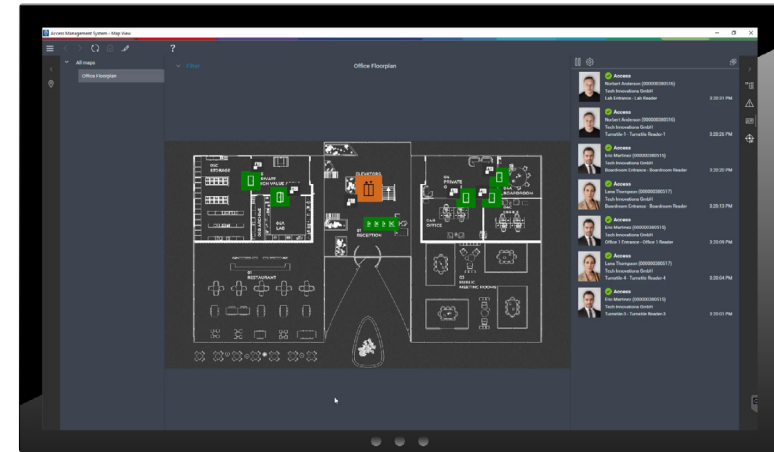 Access Management System - Map View
?
All maps
Office Floorplan
Filter
Office Floorplan
STORAGE
PRIVATE
ELEVATORS
04A
LAB
01
RECEPTION
PRIVATE
BOARDROOM
OFFICE
RESTAURANT
PUBLIC
MEETING ROOMS
Access
Norbert Anderson (000000380516)
Tech Innovations GmbH
Lab Entrance - Lab Reader
Access
Norbert Anderson (000000380516)
Tech Innovations GmbH
Turnstile 1 - Turnstile Reader 1
Access
Eric Martinez (000000380515)
Tech Innovations GmbH
Boardroom Entrance - Boardroom Reader
Access
Lana Thompson (000000380517)
Tech Innovations GmbH
Boardroom Entrance - Boardroom Reader
3:20:13 PM
Access
Eric Martinez (000000380515)
Tech Innovations GmbH
Office 1 Entrance - Office 1 Reader
3:20:09 PM
Access
Lana Thompson (000000380517)
Tech Innovations GmbH
Turnstile 4 - Turnstile Reader 4
3:20:04 PM
Access
Eric Martinez (000000380515)
Tech Innovations GmbH
Turnstile 3 - Turnstile Reader 3
3:20:01 PM